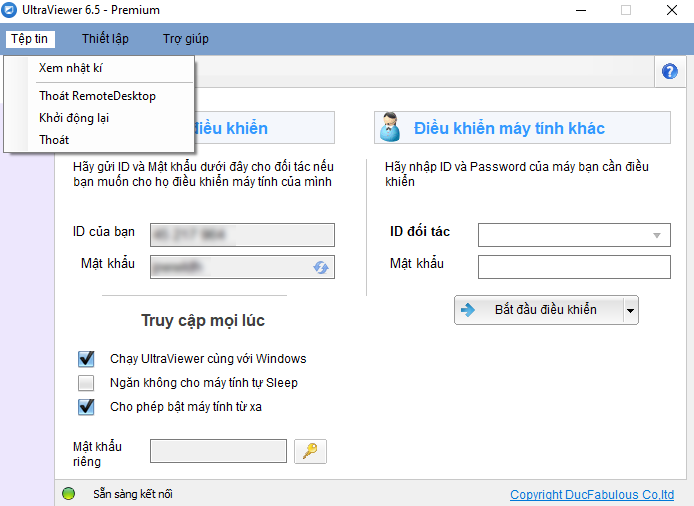 UltraViewer 6.5 - Premium
Tệp tin Thiết lập Trợ giúp
Xem nhật kí
Thoát RemoteDesktop
Khởi động lại
Thoát
điều khiển
Điều khiển máy tính khác
Hãy gửi ID và Mật khẩu dưới đây cho đối tác nếu
bạn muốn cho họ điều khiển máy tính của mình
Hãy nhập ID và Password của máy bạn cần điều
khiển
ID của bạn
Mật khẩu
ID đối tác
Mật khẩu
Bắt đầu điều khiển
Truy cập mọi lúc
Chạy UltraViewer cùng với Windows
Ngăn không cho máy tính tự Sleep
Cho phép bật máy tính từ xa
Mật khẩu
riêng
Sẵn sàng kết nối
Copyright DucFabulous Co,ltd